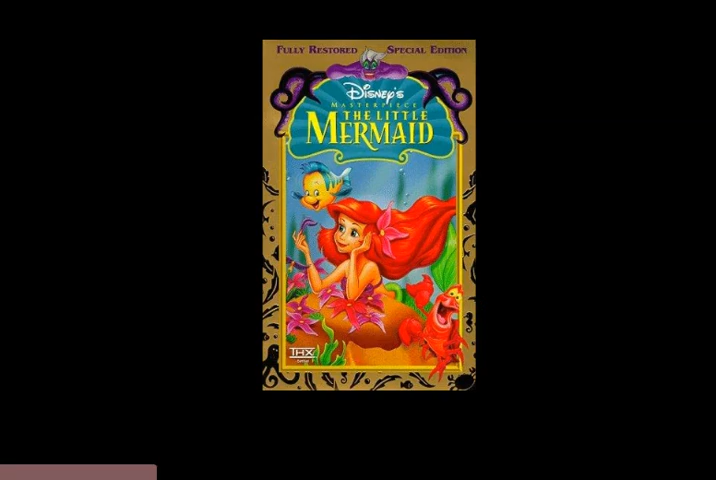 FULLY RESTORED SPECIAL EDITION
Disney's
MASTERPIECE
THE LITTLE
MERMAID
THX